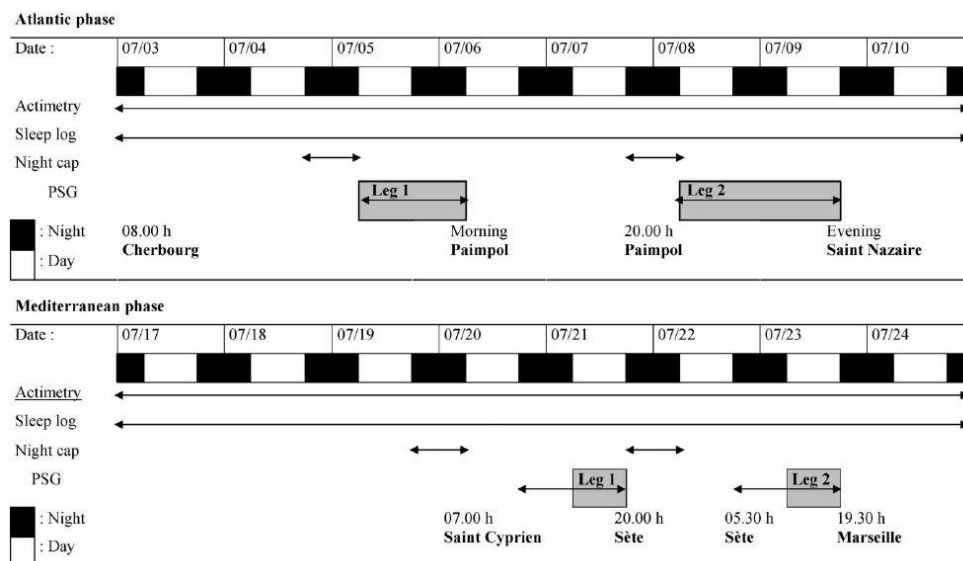 Atlantic phase
Date : 07/03 07/04 07/05 07/06 07/07 07/08 07/09 07/10
Actimetry
Sleep log
Night cap
PSG Leg 1 Leg 2
: Night 08.00 h Morning 20.00 h Evening
: Day Cherbourg Paimpol Paimpol Saint Nazaire
Mediterranean phase
Date : 07/17 07/18 07/19 07/20 07/21 07/22 07/23 07/24
Actimetry
Sleep log
Night cap
PSG Leg 1 Leg 2
: Night 07.00 h 20.00 h 05.30 h 19.30 h
: Day Saint Cyprien Sète Sète Marseille